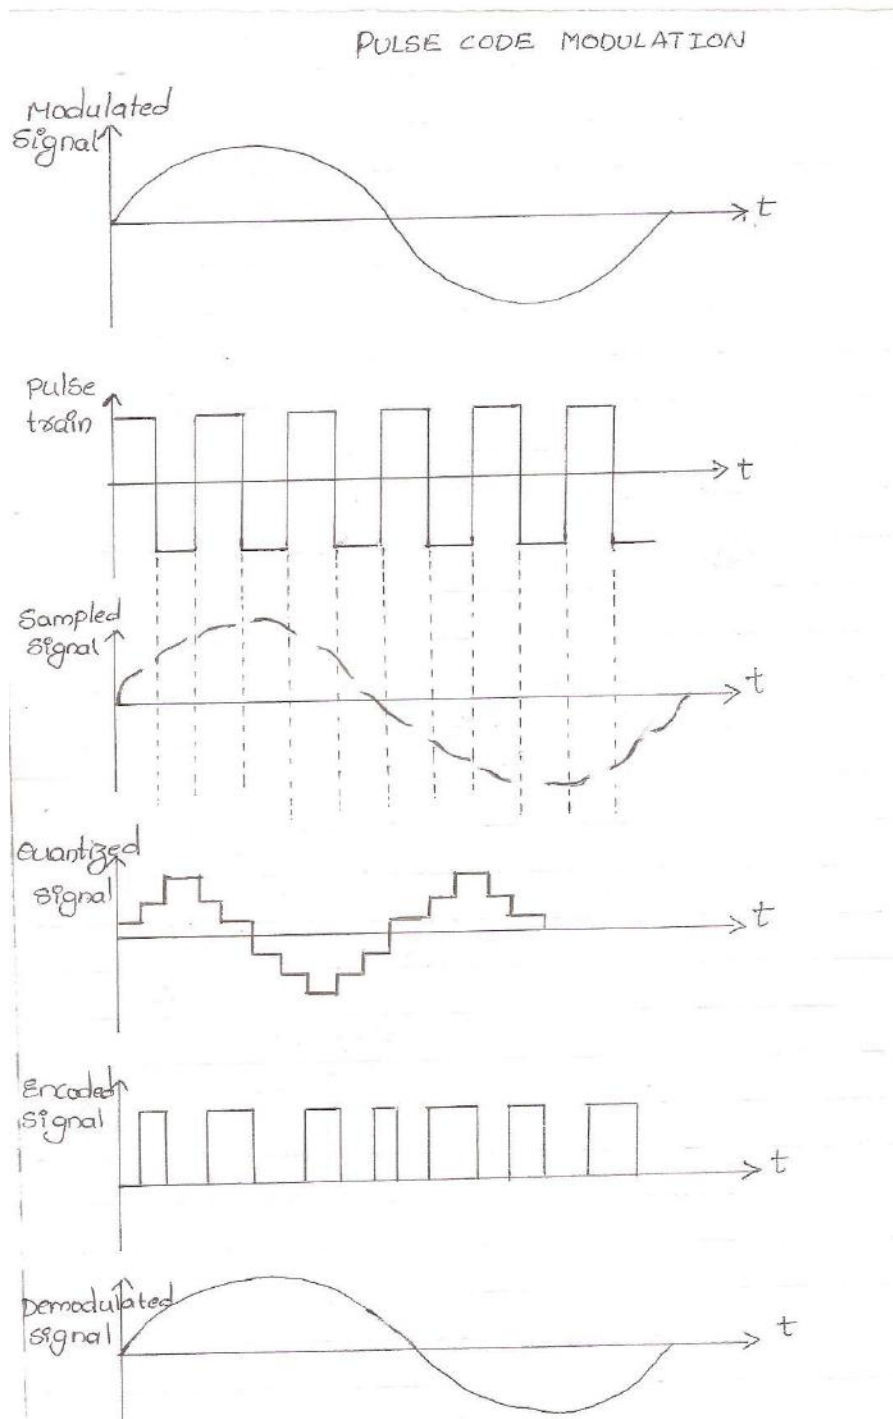 PULSE CODE MODULATION
Modulated
Signal
t
Pulse
train
t
Sampled
Signal
t
Quantized
Signal
t
Encoded
Signal
t
Demodulated
Signal
t